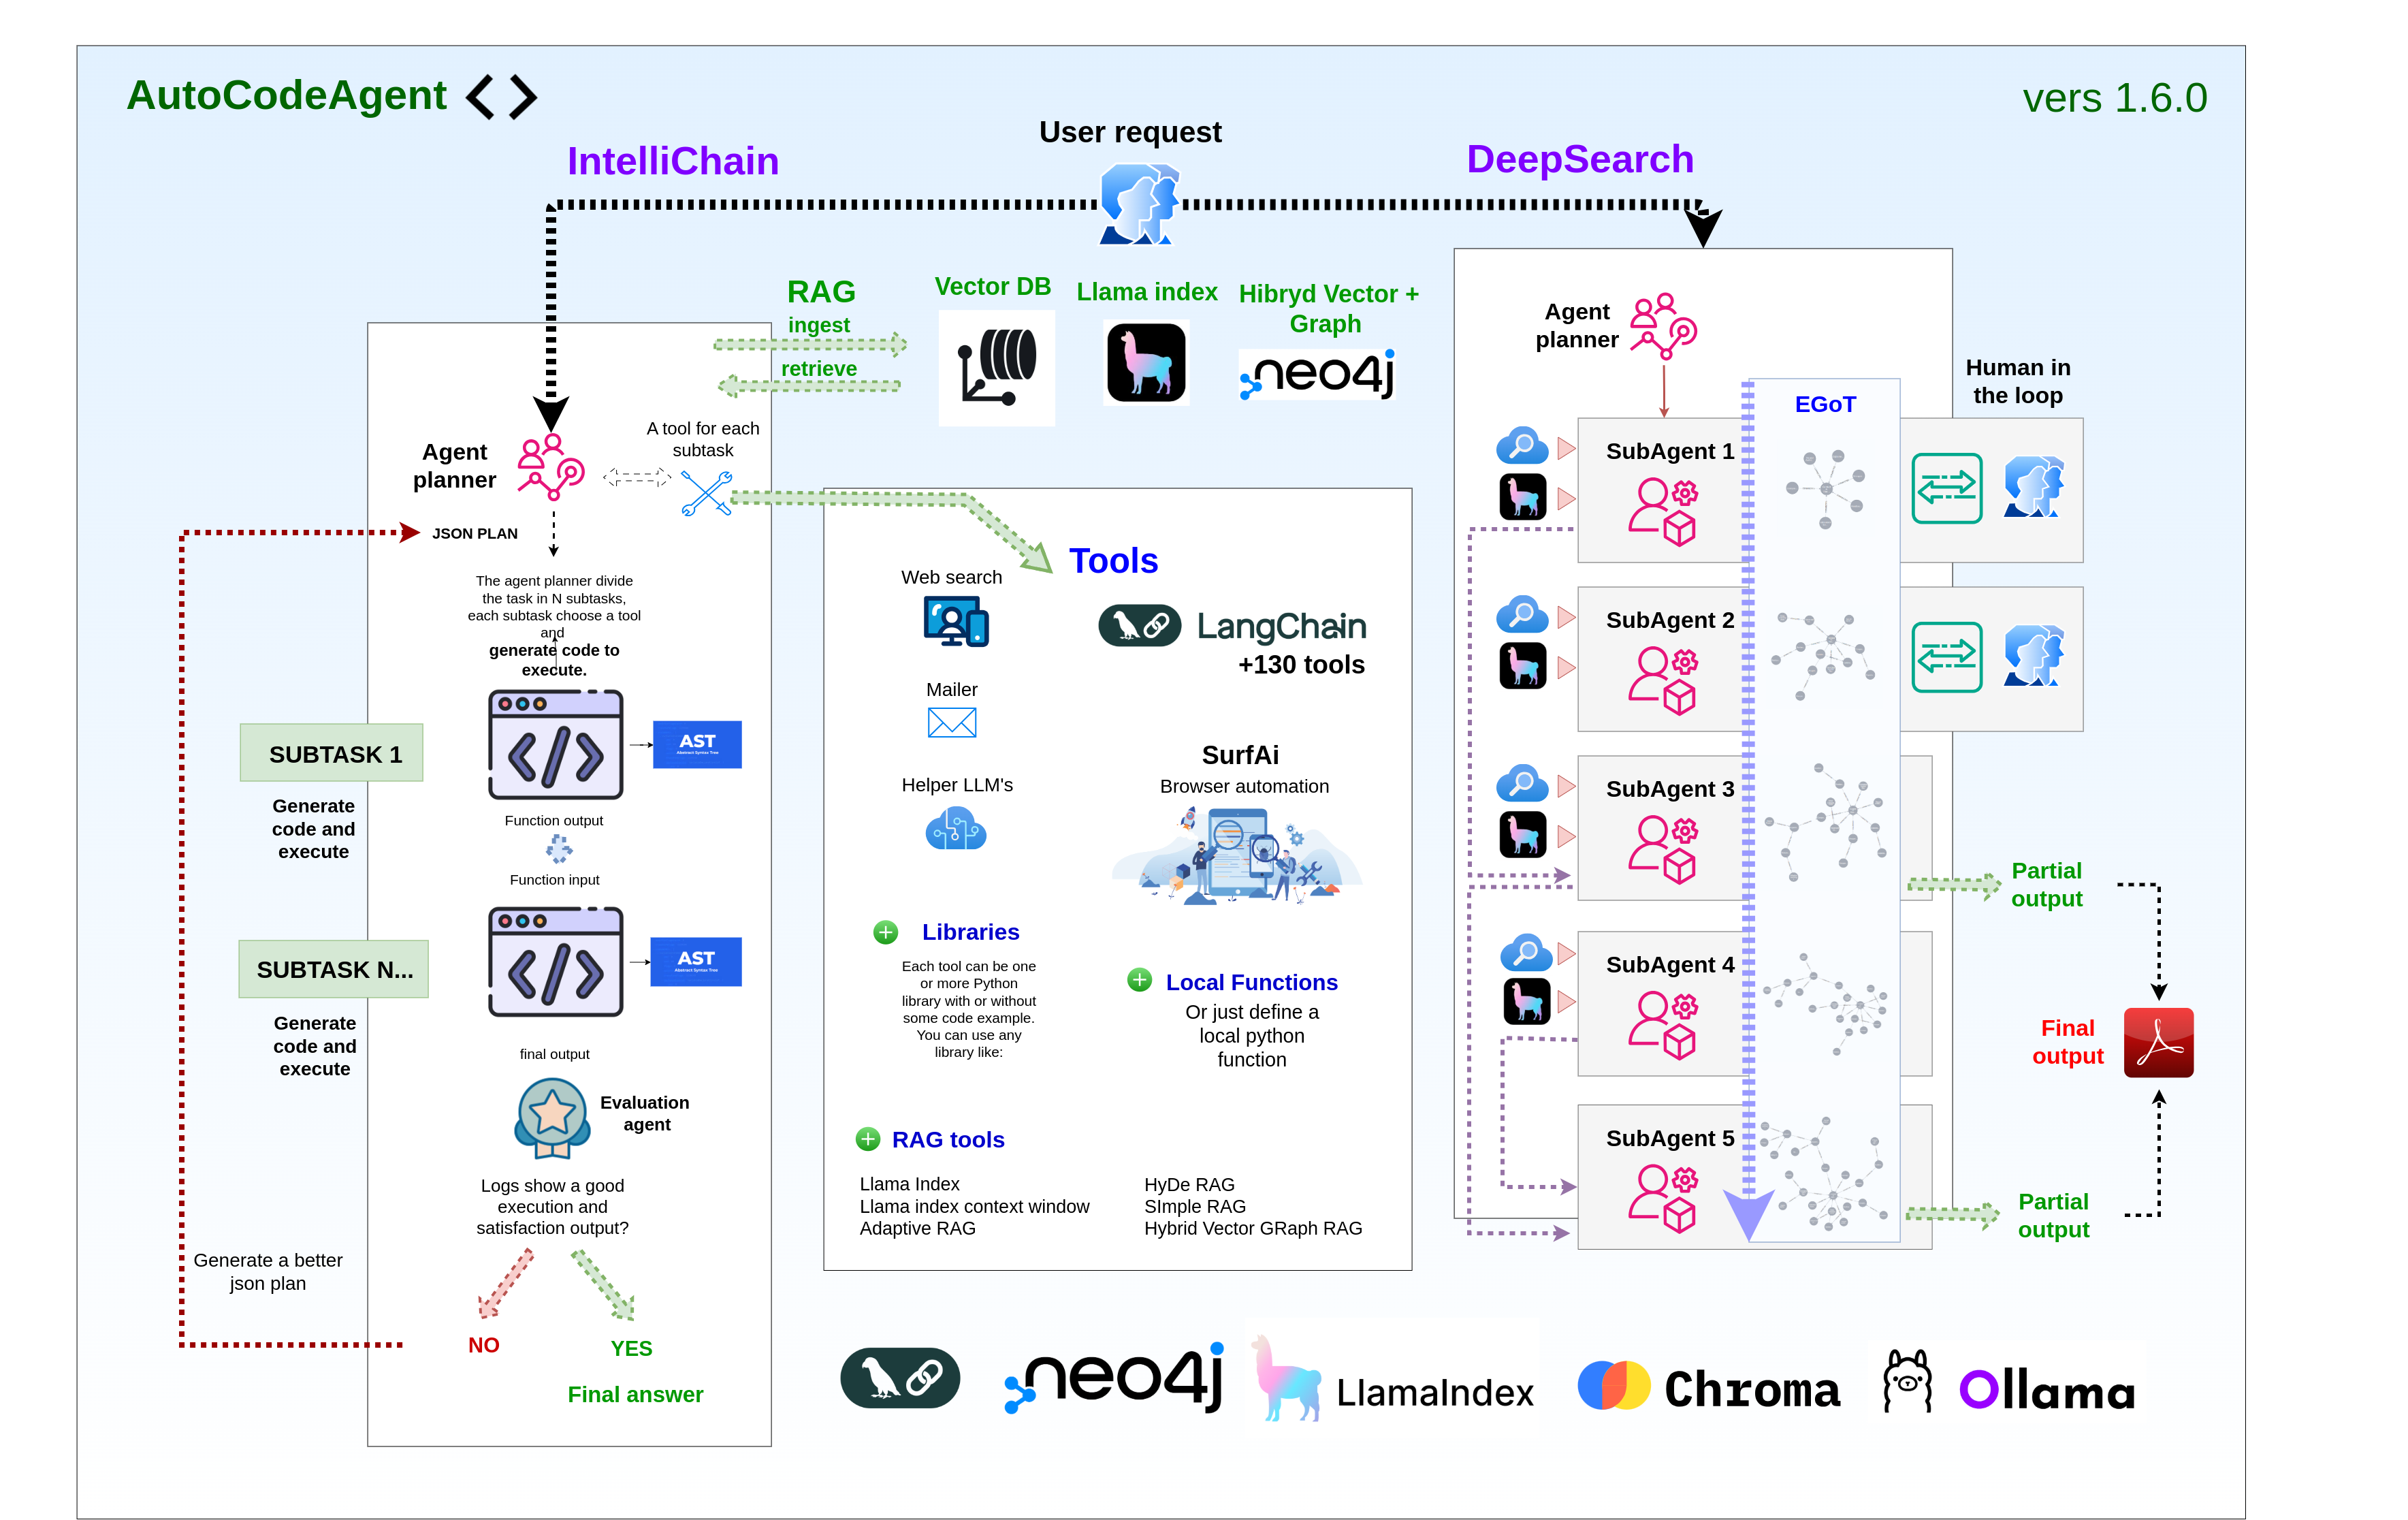 AutoCodeAgent
vers 1.6.0
User request
IntelliChain
DeepSearch
RAG
ingest
retrieve
Vector DB
Llama index
Hibryd Vector +
Graph
neo4j
A tool for each
subtask
Agent
planner
JSON PLAN
The agent planner divide
the task in N subtasks,
each subtask choose a tool
and
generate code to
execute.
SUBTASK 1
Generate
code and
execute
AST
Abstract Syntax Tree
Function output
Function input
SUBTASK N...
Generate
code and
execute
AST
Abstract Syntax Tree
final output
Evaluation
agent
Logs show a good
execution and
satisfaction output?
Generate a better
json plan
NO
YES
Final answer
Tools
Web search
LangChain
+130 tools
Mailer
SurfAi
Browser automation
Helper LLM's
Libraries
Each tool can be one
or more Python
library with or without
some code example.
You can use any
library like:
Local Functions
Or just define a
local python
function
RAG tools
Llama Index
Llama index context window
Adaptive RAG
HyDe RAG
SImple RAG
Hybrid Vector GRaph RAG
Agent
planner
Human in
the loop
EGoT
SubAgent 1
SubAgent 2
SubAgent 3
SubAgent 4
SubAgent 5
Partial
output
Final
output
Partial
output
neo4j
LlamaIndex
Chroma
Ollama